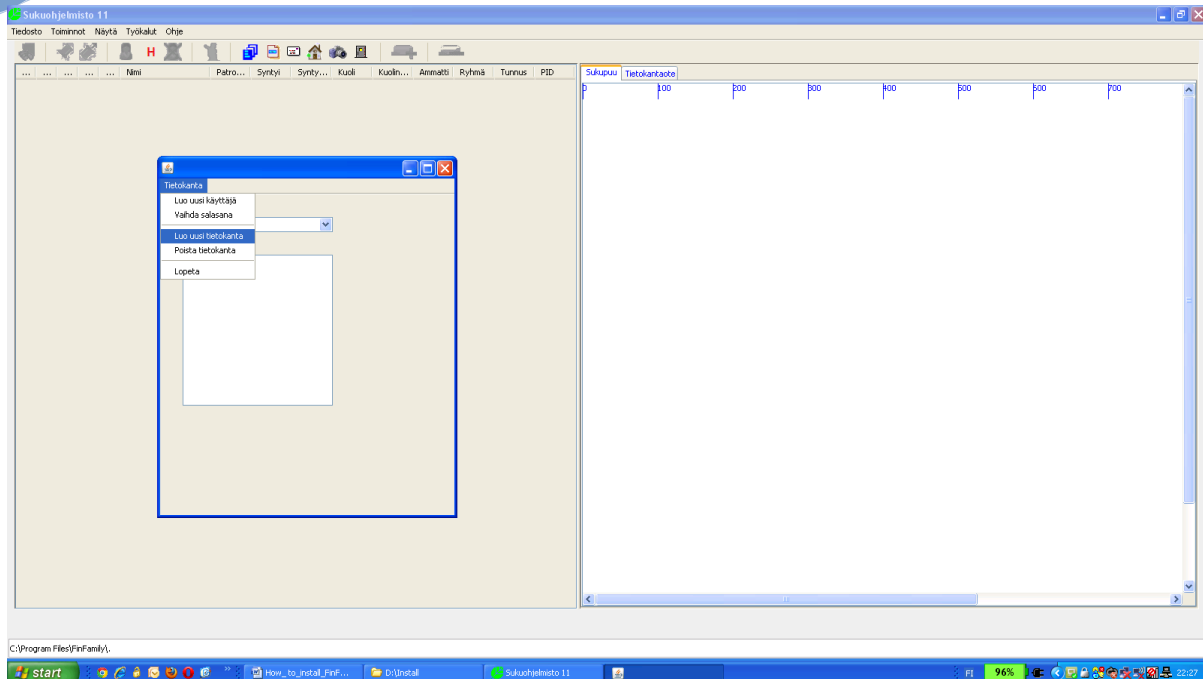 Sukuohjelmisto 11
Tiedosto Toiminnot Näytä Työkalut Ohje
H
... ... ... ... ... Nimi Patro... Syntyi Synty... Kuoli Kuolin... Ammatti Ryhmä Tunnus PID
Sukupuu Tietokantaote
0 100 200 300 400 500 600 700
Tietokanta
Luo uusi käyttäjä
Vaihda salasana
Luo uusi tietokanta
Poista tietokanta
Lopeta
C:\Program Files\FinFamily\.
start How_to_install_FinF... D:\Install Sukuohjelmisto 11 FI 96% 22:27